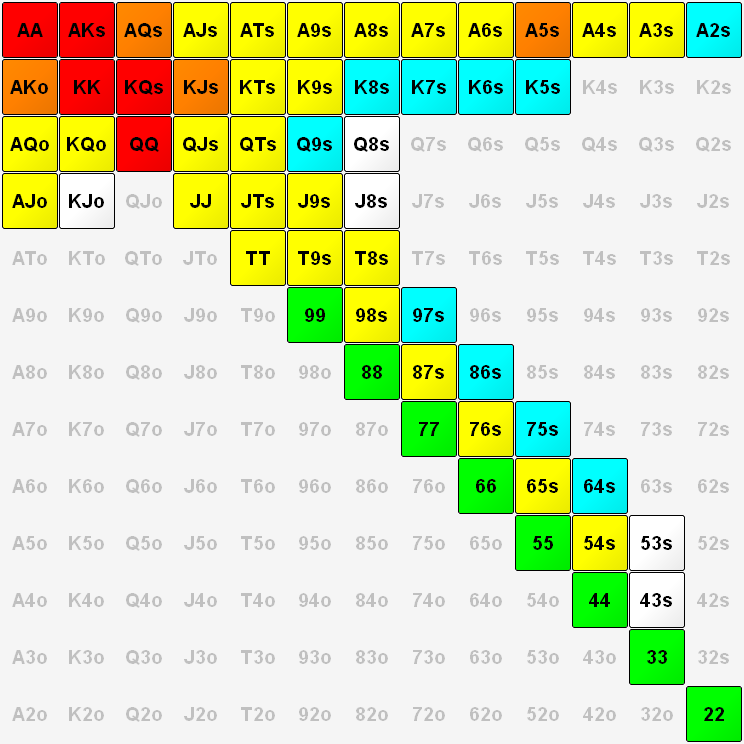 AA AKs AQs AJs ATs A9s A8s A7s A6s A5s A4s A3s A2s
AKo KK KQs KJs KTs K9s K8s K7s K6s K5s K4s K3s K2s
AQo KQo QQ QJs QTs Q9s Q8s Q7s Q6s Q5s Q4s Q3s Q2s
AJo KJo QJo JJ JTs J9s J8s J7s J6s J5s J4s J3s J2s
ATo KTo QTo JTo TT T9s T8s T7s T6s T5s T4s T3s T2s
A9o K9o Q9o J9o T9o 99 98s 97s 96s 95s 94s 93s 92s
A8o K8o Q8o J8o T8o 98o 88 87s 86s 85s 84s 83s 82s
A7o K7o Q7o J7o T7o 97o 87o 77 76s 75s 74s 73s 72s
A6o K6o Q6o J6o T6o 96o 86o 76o 66 65s 64s 63s 62s
A5o K5o Q5o J5o T5o 95o 85o 75o 65o 55 54s 53s 52s
A4o K4o Q4o J4o T4o 94o 84o 74o 64o 54o 44 43s 42s
A3o K3o Q3o J3o T3o 93o 83o 73o 63o 53o 43o 33 32s
A2o K2o Q2o J2o T2o 92o 82o 72o 62o 52o 42o 32o 22